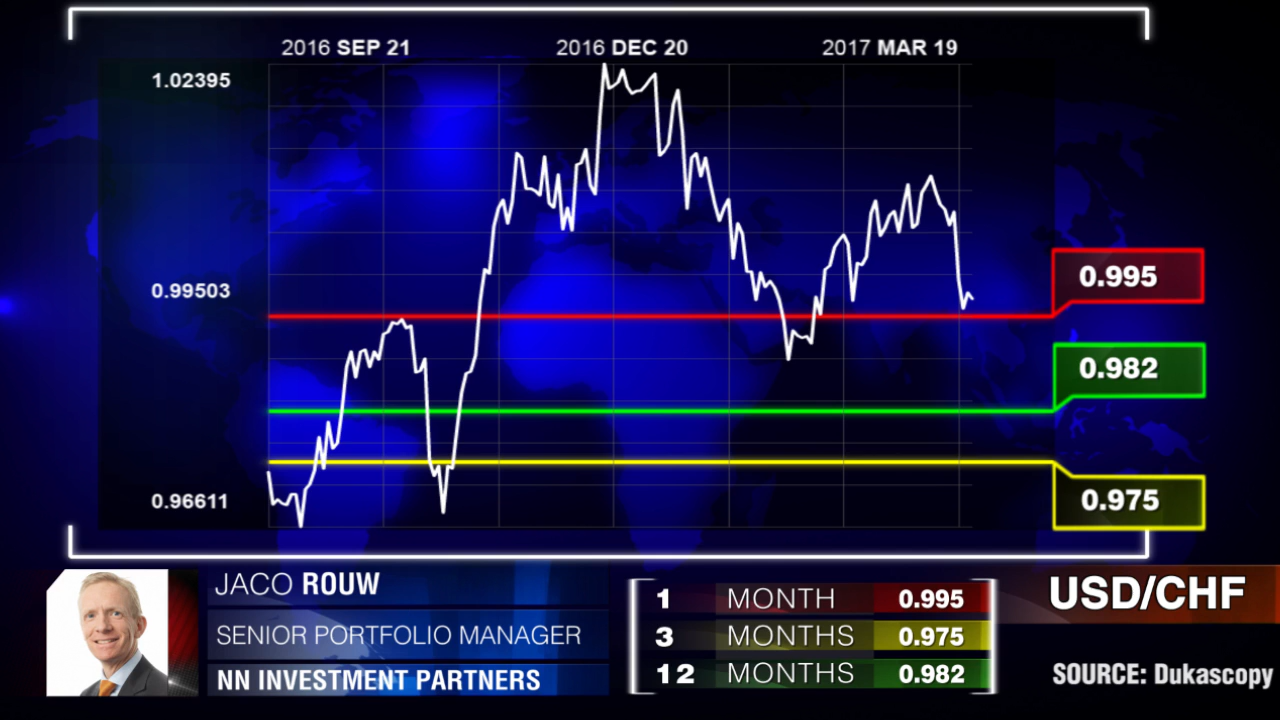 2016 SEP 21
2016 DEC 20
2017 MAR 19
1.02395
0.99503
0.96611
0.995
0.982
0.975
JACO ROUW
SENIOR PORTFOLIO MANAGER
NN INVESTMENT PARTNERS
1 MONTH 0.995
3 MONTHS 0.975
12 MONTHS 0.982
USD/CHF
SOURCE: Dukascopy